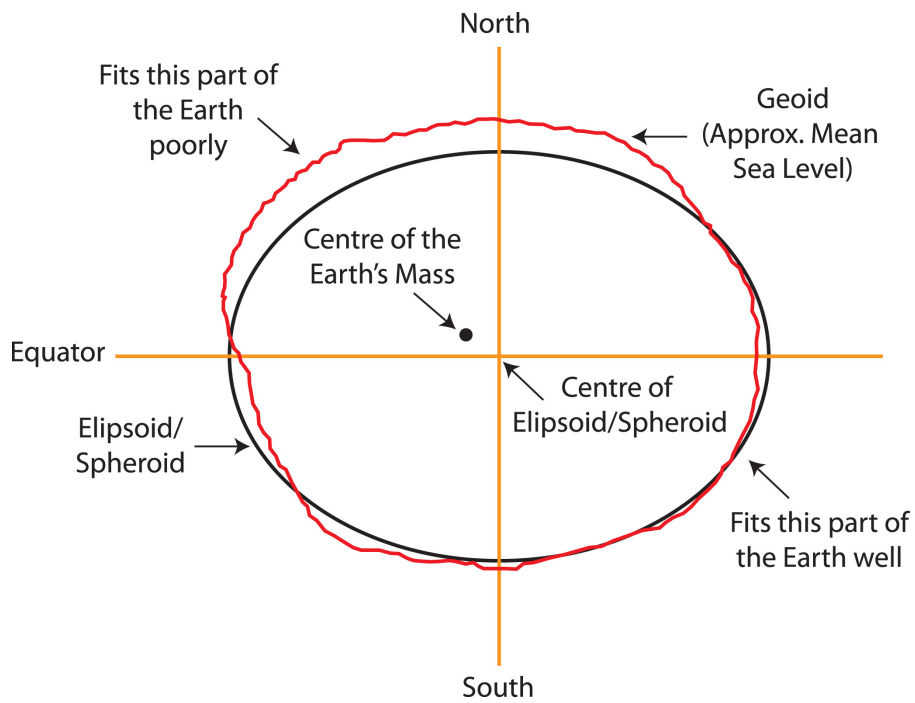 North
Fits this part of
the Earth
poorly
Geoid
(Approx. Mean
Sea Level)
Centre of the
Earth's Mass
Equator
Centre of
Elipsoid/Spheroid
Elipsoid/
Spheroid
Fits this part of
the Earth well
South